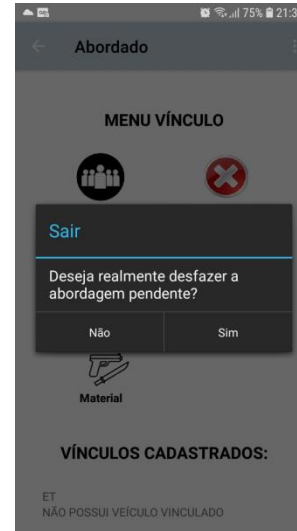 75% 21:3
Abordado
MENU VÍNCULO
Sair
Deseja realmente desfazer a
abordagem pendente?
Não
Sim
Material
VÍNCULOS CADASTRADOS:
ET
NÃO POSSUI VEÍCULO VINCULADO